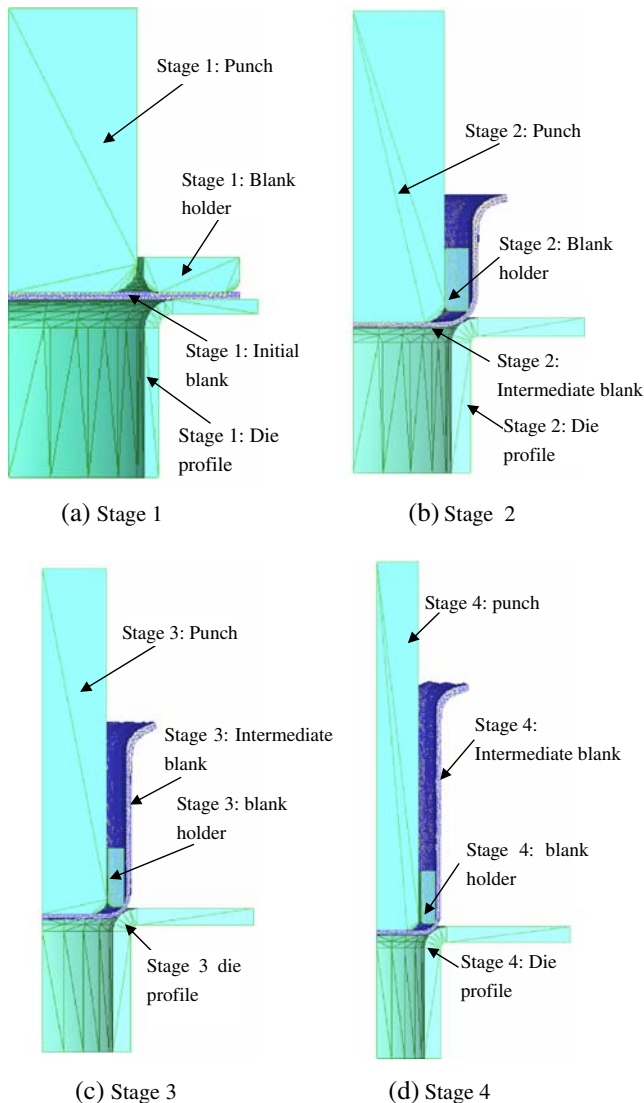 Stage 1: Punch
Stage 1: Blank
holder
Stage 1: Initial
blank
Stage 1: Die
profile
(a) Stage 1
Stage 2: Punch
Stage 2: Blank
holder
Stage 2:
Intermediate blank
Stage 2: Die
profile
(b) Stage 2
Stage 3: Punch
Stage 3: Intermediate
blank
Stage 3: blank
holder
Stage 3 die
profile
(c) Stage 3
Stage 4: punch
Stage 4:
Intermediate blank
Stage 4: blank
holder
Stage 4: Die
profile
(d) Stage 4